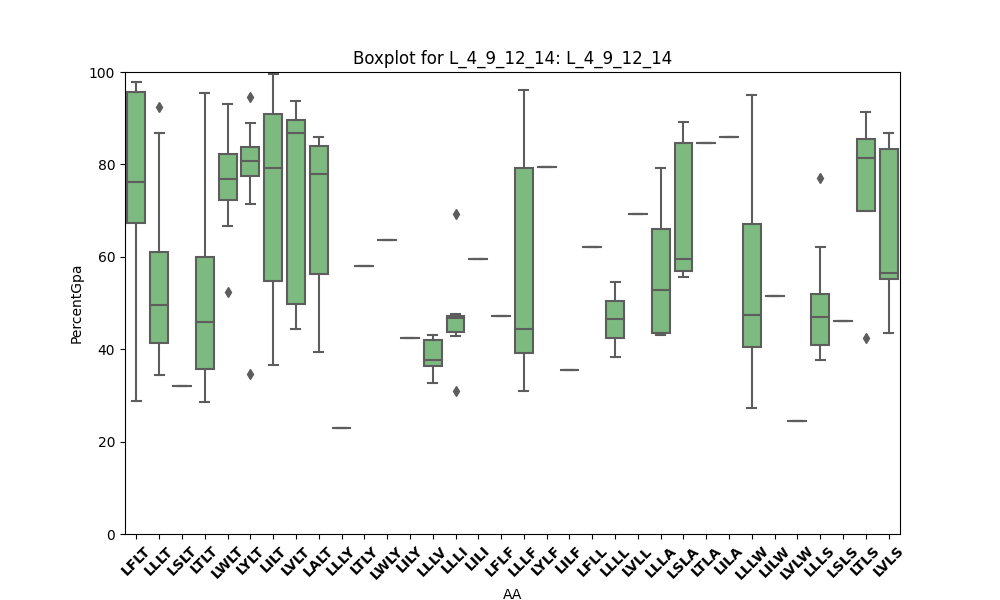 Boxplot for L_4_9_12_14: L_4_9_12_14
PercentGpa
100
80
60
40
20
0
LFLT LLLT LSLT LTLT LWLT LYLT LILT LVLT LALT LLLY LTLY LWLY LILY LLLV LLLI LILI LFLF LLLF LYLF LILF LFLL LLLL LVLL LLLA LSLA LTLA LILA LLLW LILW LVLW LLLS LSLS LTLS LVLS
AA